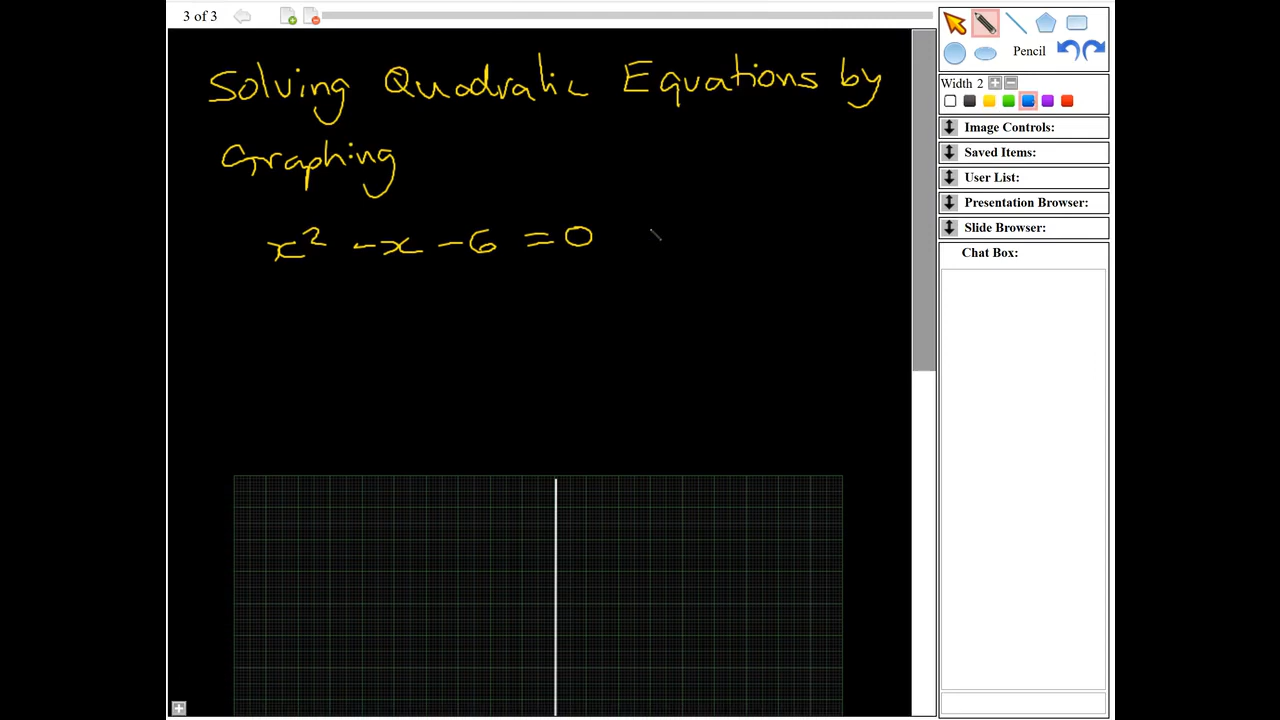 3 of 3
Solving Quadratic Equations by
Graphing
x² -x -6 =0
Pencil
Width 2
Image Controls:
Saved Items:
User List:
Presentation Browser:
Slide Browser:
Chat Box: